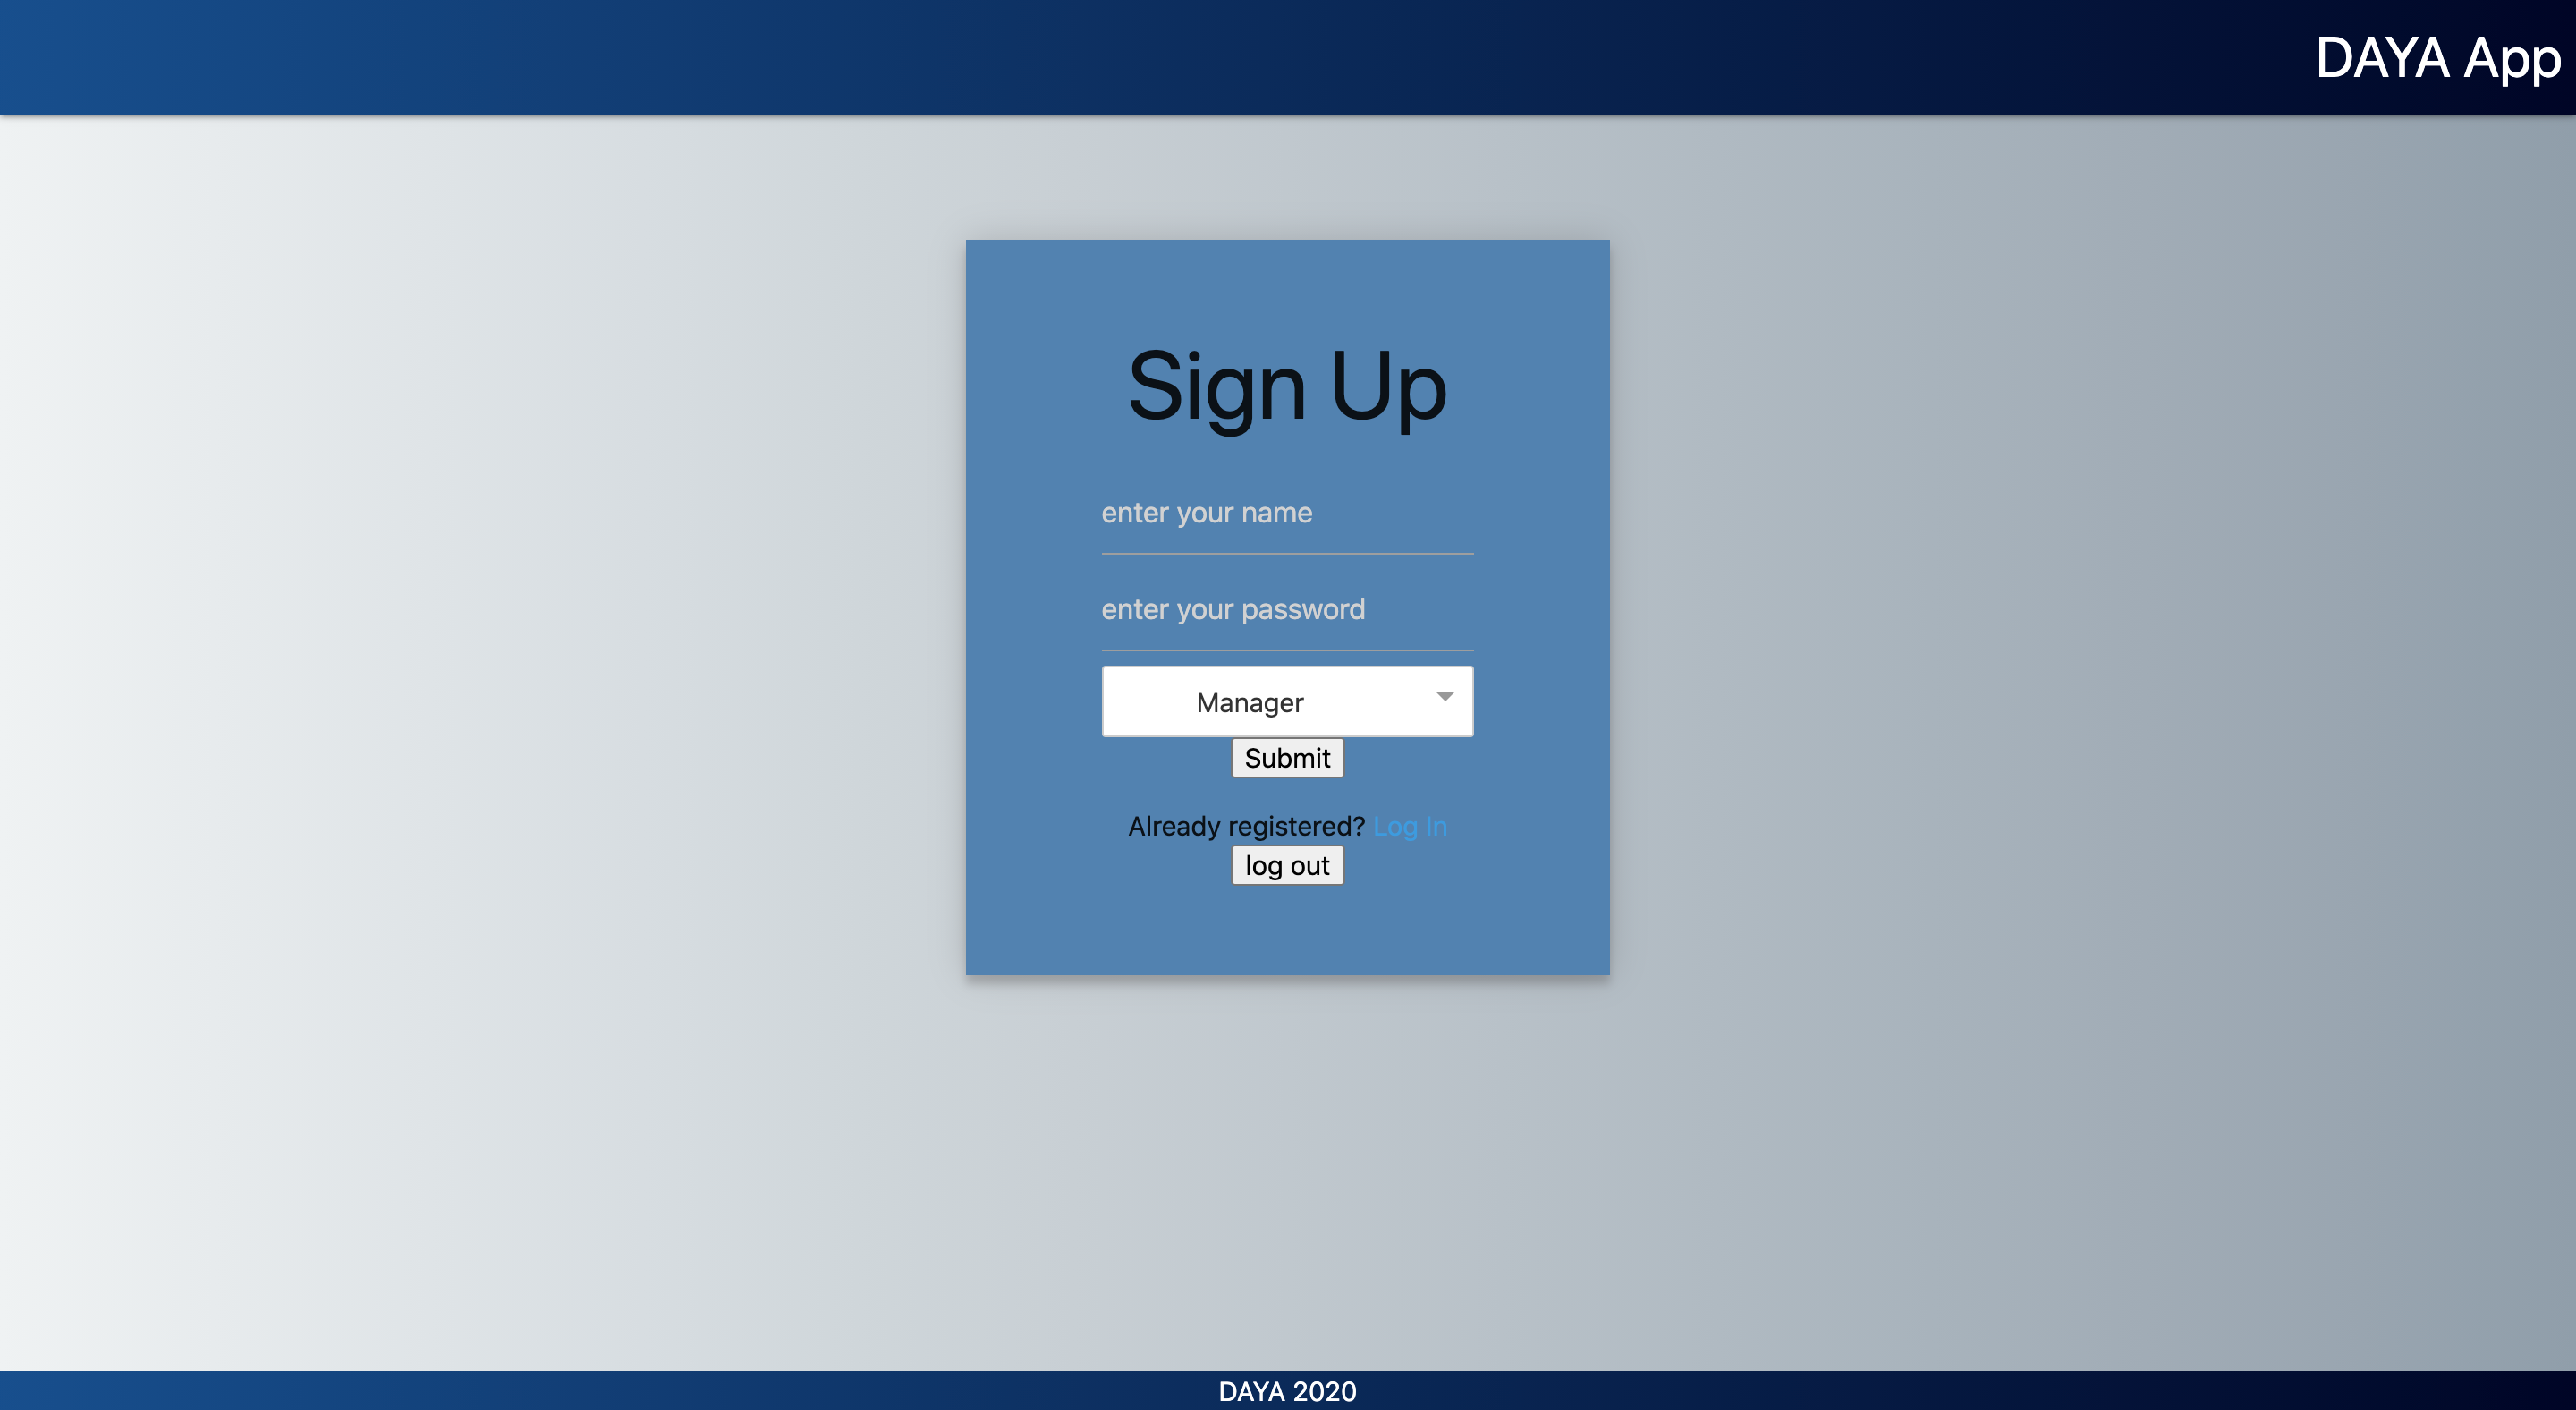 DAYA App
Sign Up
enter your name
enter your password
Manager
Submit
Already registered? Log In
log out
DAYA 2020